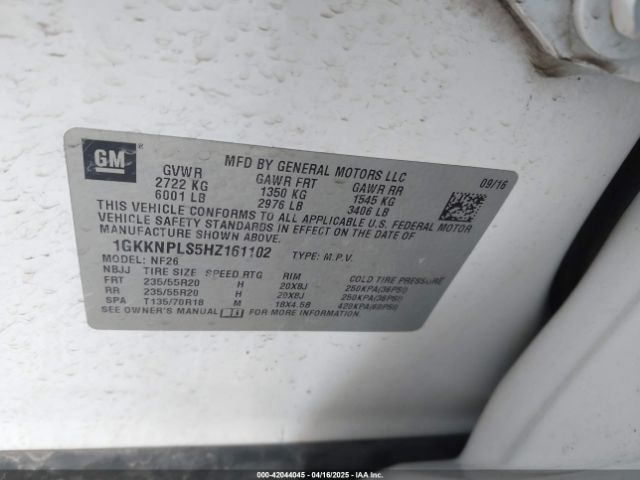 GM
MFD BY GENERAL MOTORS LLC
09/16
GVWR GAWR FRT GAWR RR
2722 KG 1350 KG 1545 KG
6001 LB 2976 LB 3406 LB
THIS VEHICLE CONFORMS TO ALL APPLICABLE U.S. FEDERAL MOTOR
VEHICLE SAFETY STANDARDS IN EFFECT ON THE DATE OF
MANUFACTURE SHOWN ABOVE.
1GKKNPLS5HZ161102 TYPE: M.P.V.
MODEL: NF26
NBJJ TIRE SIZE SPEED RTG RIM COLD TIRE PRESSURE
FRT 235/55R20 H 20X8J 250KPA(36PSI)
RR 235/55R20 H 20X8J 250KPA(36PSI)
SPA T135/70R18 M 18X4.5B 420KPA(60PSI)
SEE OWNER'S MANUAL FOR MORE INFORMATION.
000-42044045 - 04/16/2025 - IAAI.COM